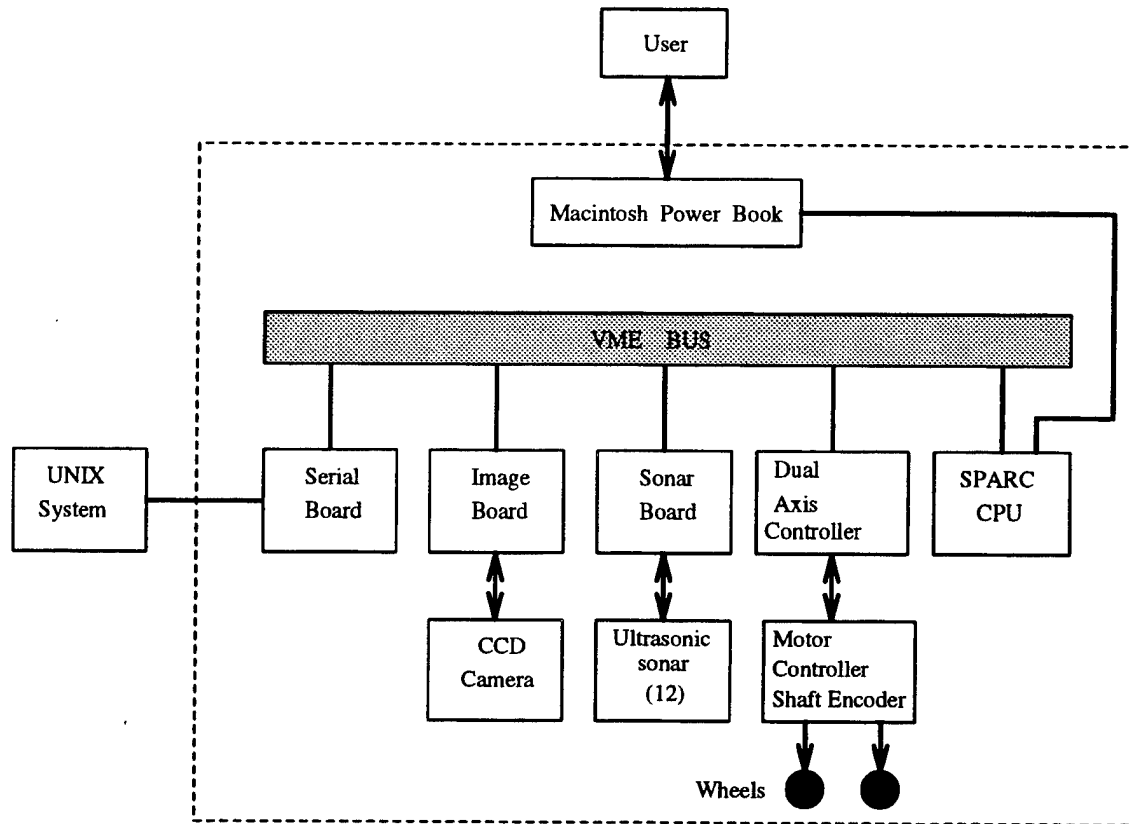 User
Macintosh Power Book
VME BUS
UNIX
System
Serial
Board
Image
Board
Sonar
Board
Dual
Axis
Controller
SPARC
CPU
CCD
Camera
Ultrasonic
sonar
(12)
Motor
Controller
Shaft Encoder
Wheels